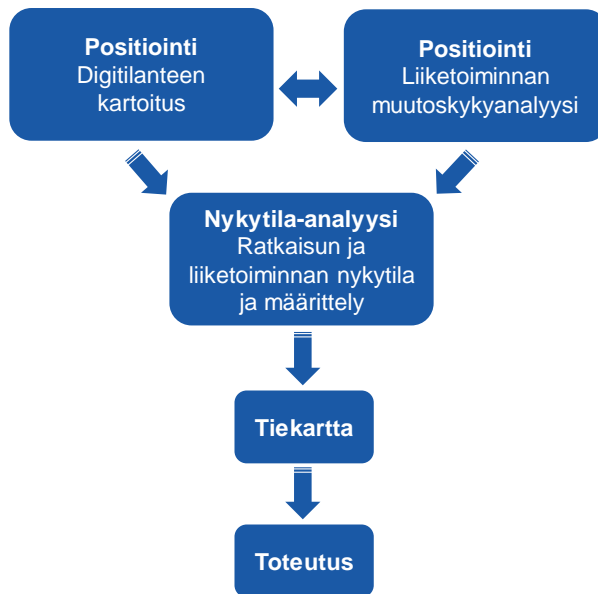 Positiointi
Digitilanteen
kartoitus
Positiointi
Liiketoiminnan
muutoskykyanalyysi
Nykytila-analyysi
Ratkaisun ja
liiketoiminnan nykytila
ja määrittely
Tiekartta
Toteutus